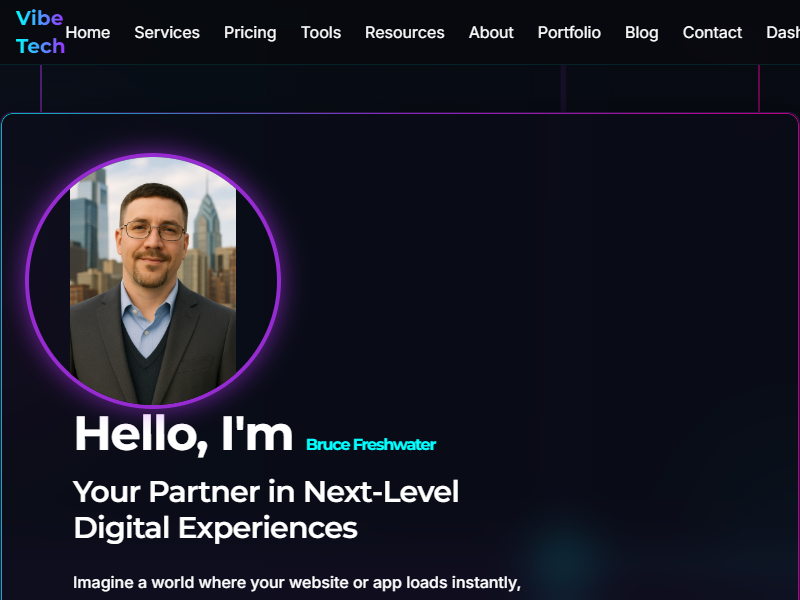 Vibe
Tech
Home Services Pricing Tools Resources About Portfolio Blog Contact Dash
Hello, I'm Bruce Freshwater
Your Partner in Next-Level
Digital Experiences
Imagine a world where your website or app loads instantly,